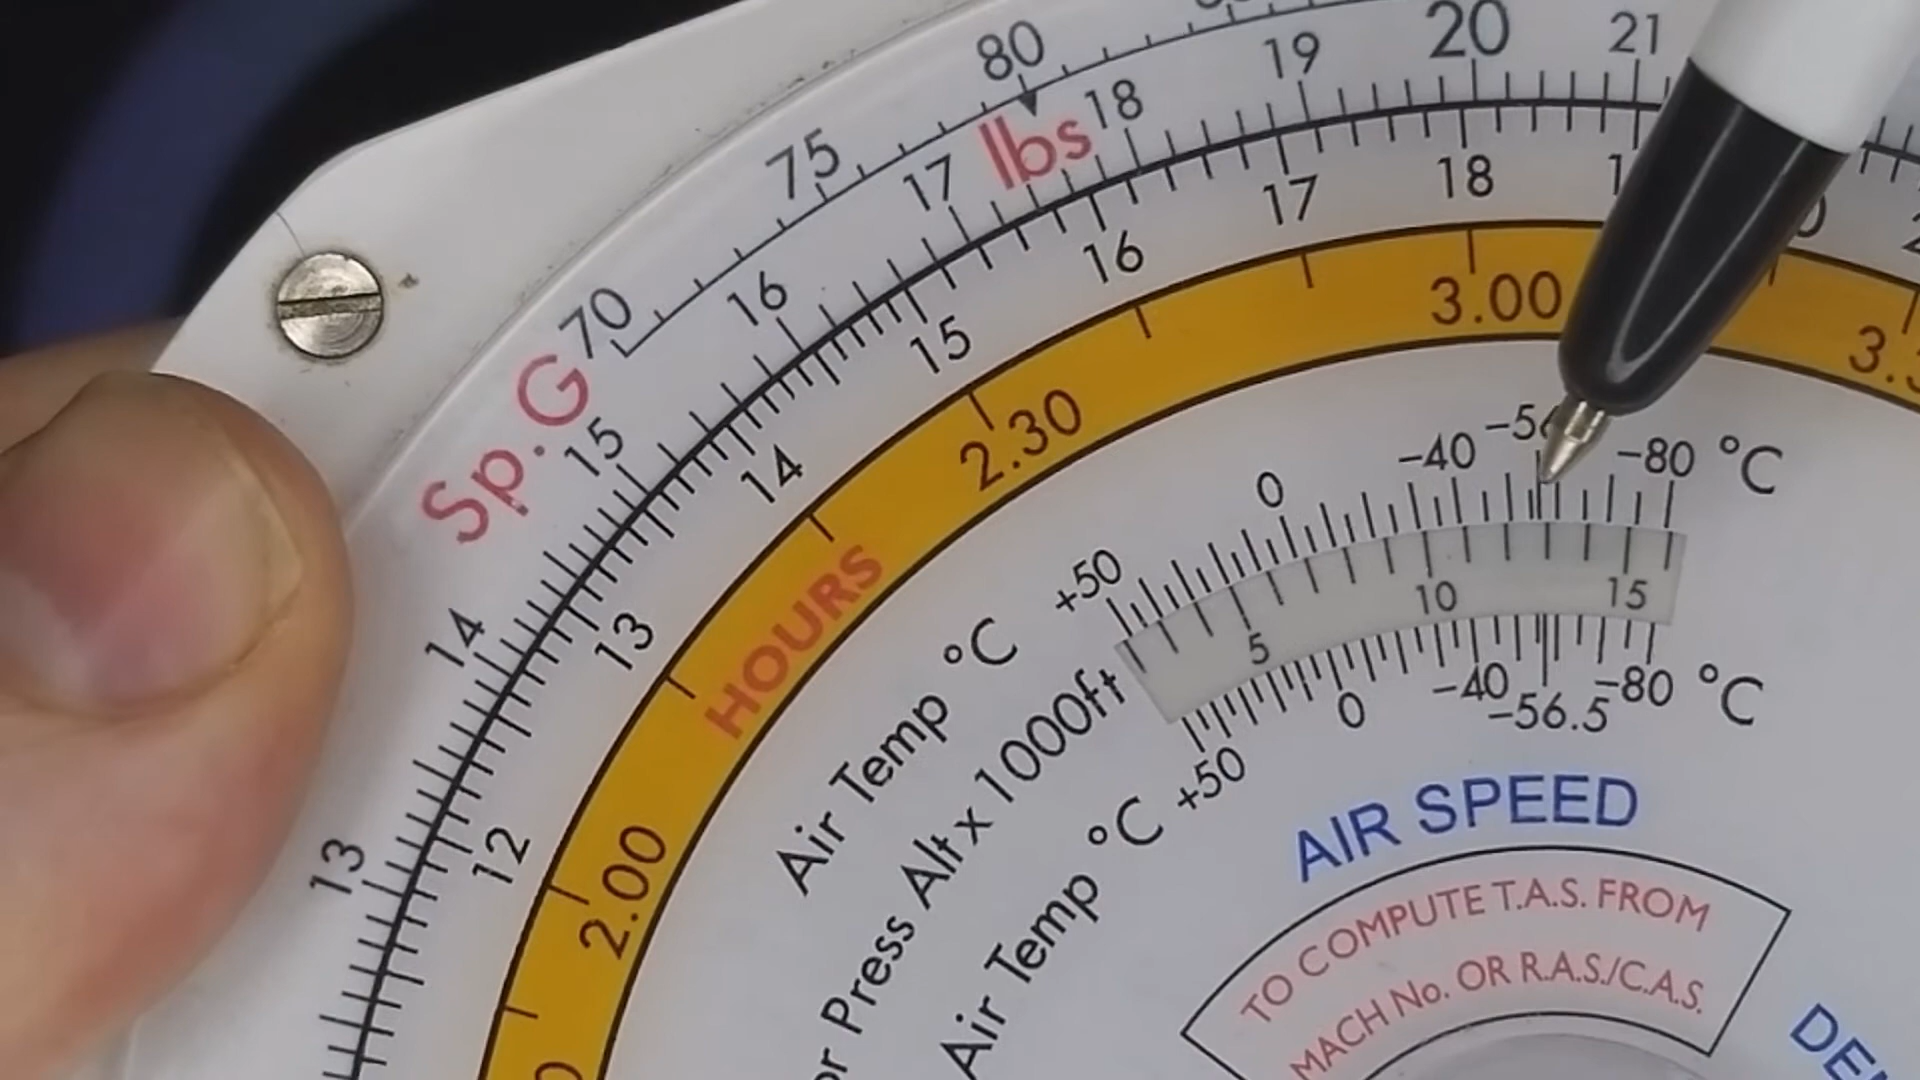 80
19
20
21
75
17
lbs
18
70
16
16
17
18
Sp.G
15
15
3.00
14
14
2.30
HOURS
13
13
12
2.00
0
-40
-80 °C
+50
5
10
15
Air Temp °C
Press Alt x 1000ft
Air Temp °C
+50
0
-40
-56.5
-80 °C
AIR SPEED
TO COMPUTE T.A.S. FROM
MACH No. OR R.A.S./C.A.S.